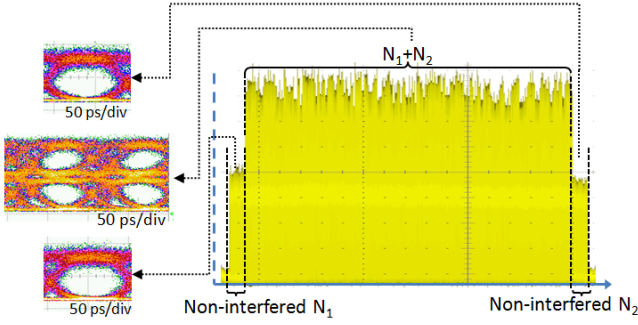 N1+N2
50 ps/div
50 ps/div
50 ps/div
Non-interfered N1
Non-interfered N2